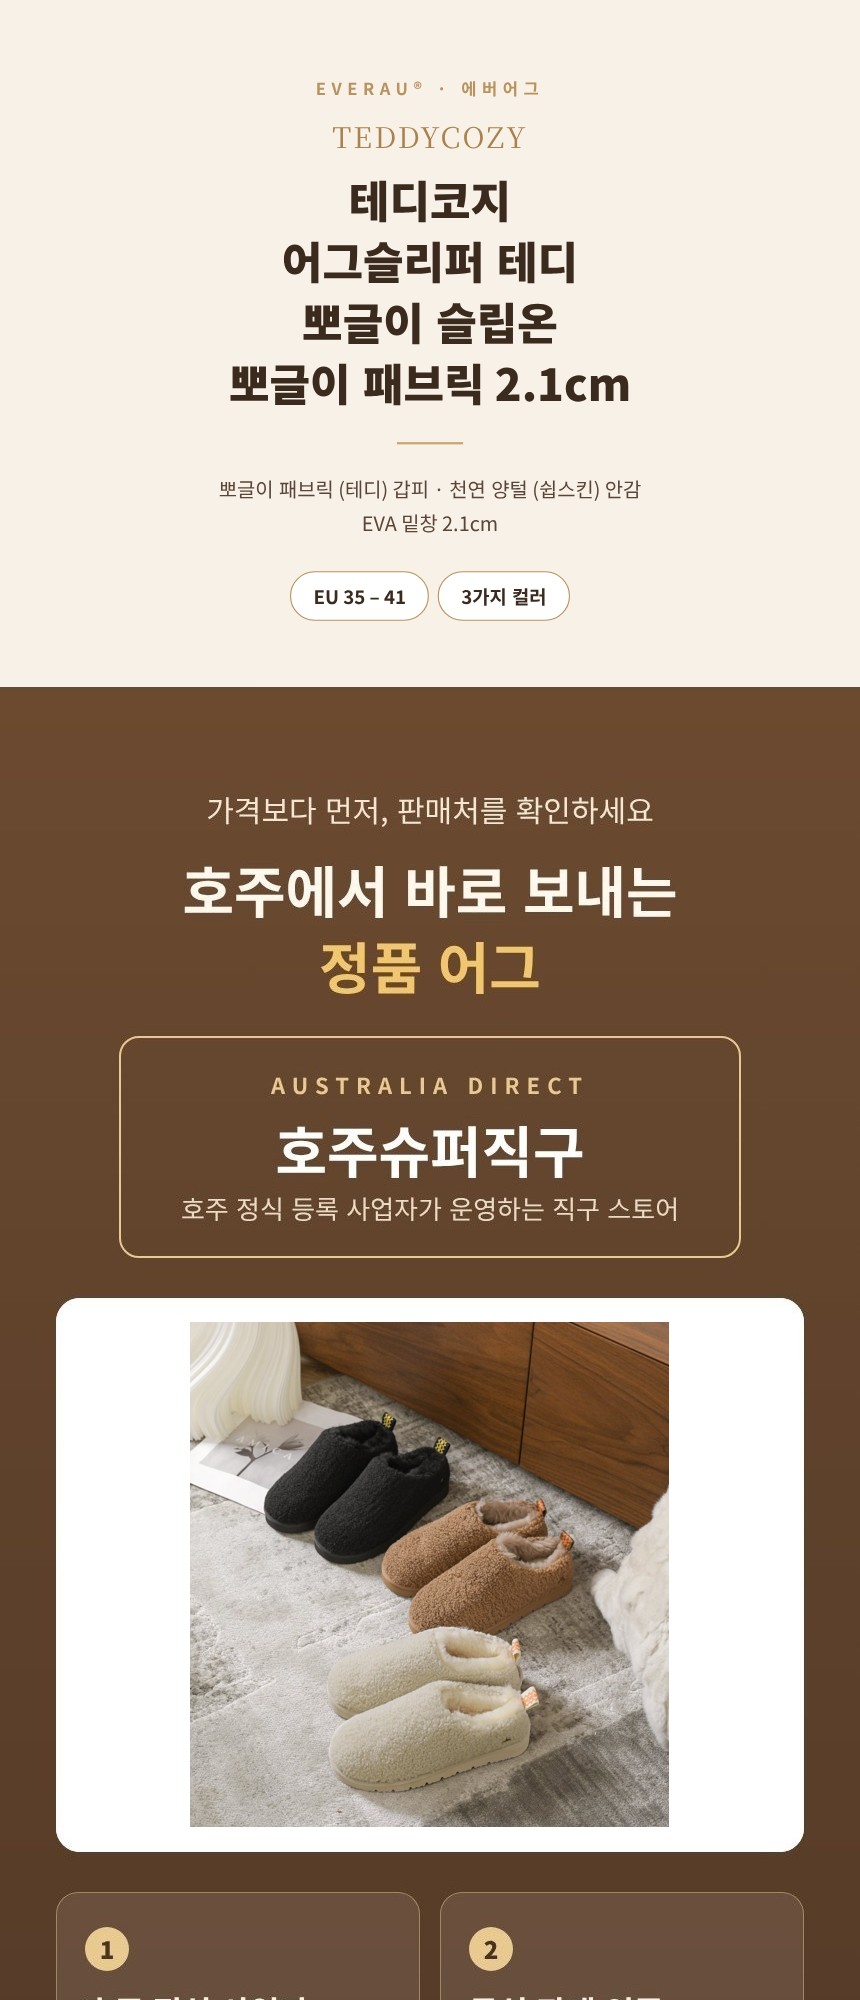 EVERAU® · 에버어그
TEDDYCOZY
테디코지
어그슬리퍼 테디
뽀글이 슬립온
뽀글이 패브릭 2.1cm
뽀글이 패브릭 (테디) 갑피 · 천연 양털 (쉽스킨) 안감
EVA 밑창 2.1cm
EU 35 – 41
3가지 컬러
가격보다 먼저, 판매처를 확인하세요
호주에서 바로 보내는
정품 어그
AUSTRALIA DIRECT
호주슈퍼직구
호주 정식 등록 사업자가 운영하는 직구 스토어
1
2